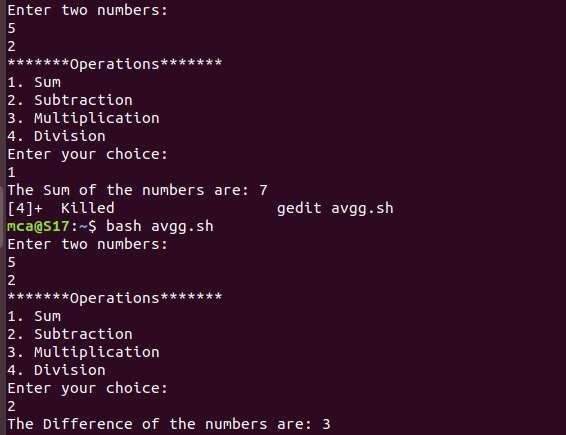 Enter two numbers:
5
2
*******Operations*******
1. Sum
2. Subtraction
3. Multiplication
4. Division
Enter your choice:
1
The Sum of the numbers are: 7
[4]+  Killed                  gedit avgg.sh
mca@S17:~$ bash avgg.sh
Enter two numbers:
5
2
*******Operations*******
1. Sum
2. Subtraction
3. Multiplication
4. Division
Enter your choice:
2
The Difference of the numbers are: 3